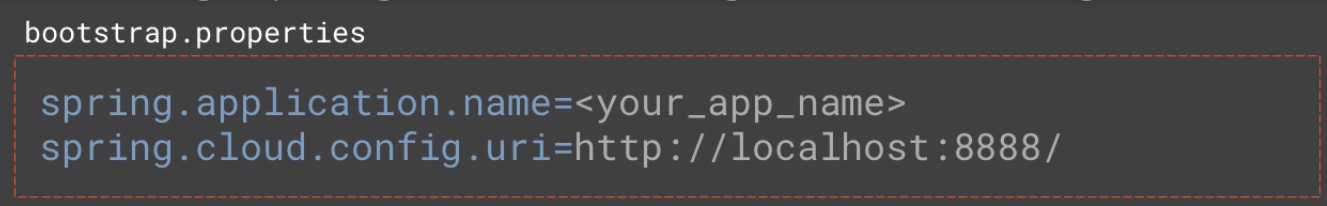 bootstrap.properties
spring.application.name=<your_app_name>
spring.cloud.config.uri=http://localhost:8888/